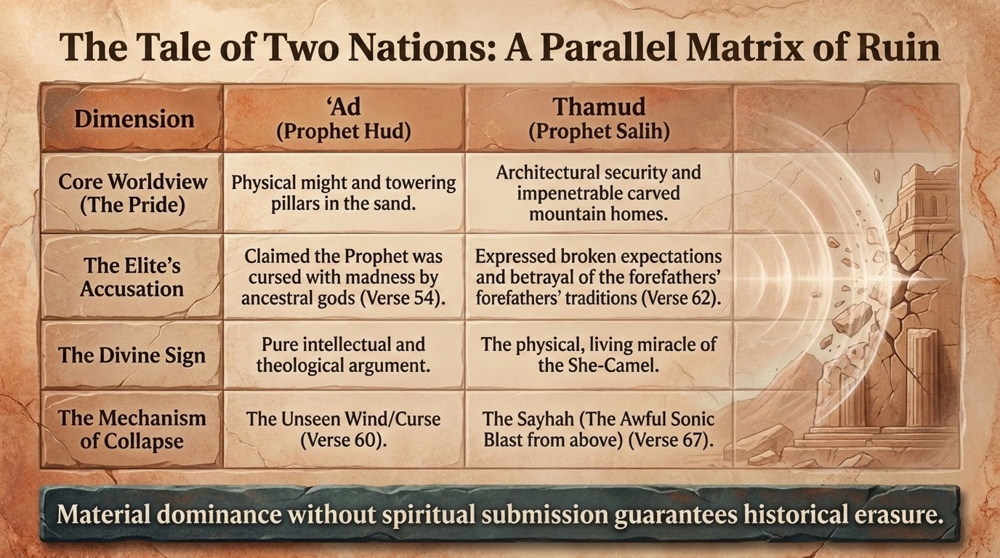 The Tale of Two Nations: A Parallel Matrix of Ruin
Dimension
‘Ad
(Prophet Hud)
Thamud
(Prophet Salih)
Core Worldview
(The Pride)
Physical might and towering
pillars in the sand.
Architectural security and
impenetrable carved
mountain homes.
The Elite’s
Accusation
Claimed the Prophet was
cursed with madness by
ancestral gods (Verse 54).
Expressed broken expectations
and betrayal of the forefathers’
forefathers’ traditions (Verse 62).
The Divine Sign
Pure intellectual and
theological argument.
The physical, living miracle of
the She-Camel.
The Mechanism
of Collapse
The Unseen Wind/Curse
(Verse 60).
The Sayhah (The Awful Sonic
Blast from above) (Verse 67).
Material dominance without spiritual submission guarantees historical erasure.